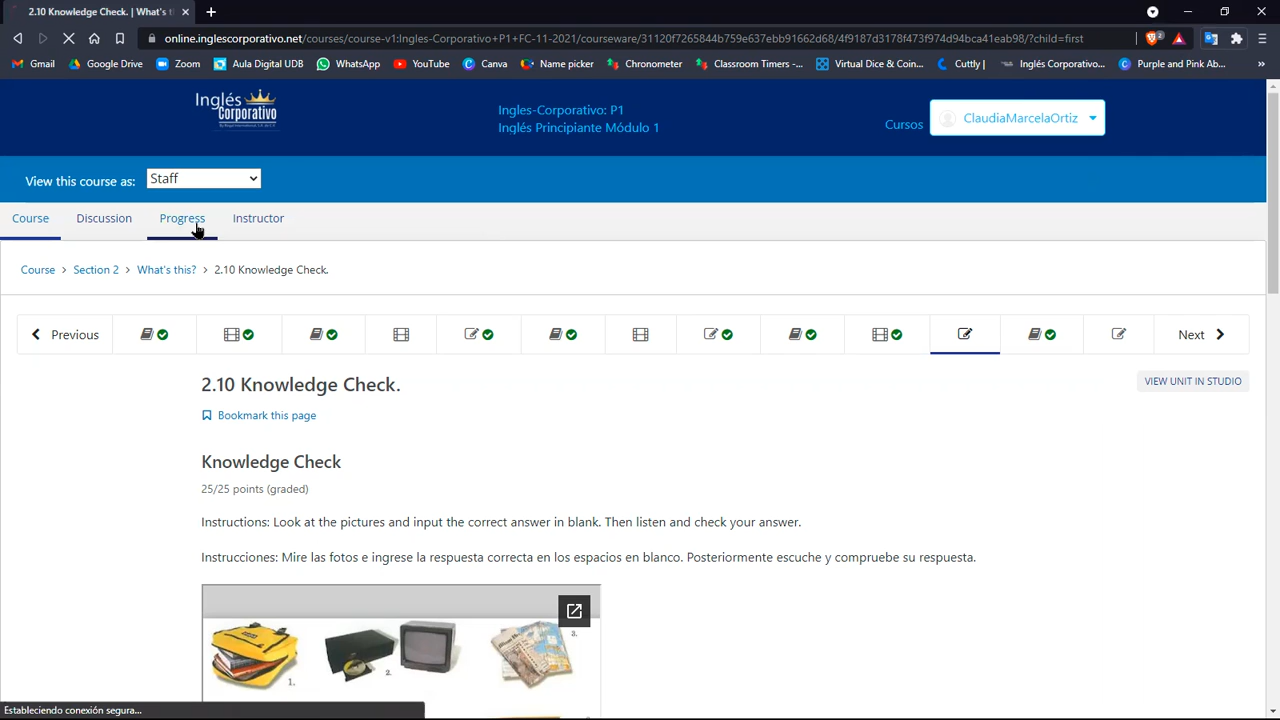 2.10 Knowledge Check. | What's t
online.inglescorporativo.net/courses/course-v1:Ingles-Corporativo+P1+FC-11-2021/courseware/31120f7265844b759e637ebb91662d68/4f9187d3178f473f974d94bca41eab98/?child=first
2
Gmail Google Drive Zoom Aula Digital UDB WhatsApp YouTube Canva Name picker Chronometer Classroom Timer -... Virtual Dice & Coin... Cuttly | Inglés Corporativo... Purple and Pink Ab... »
Inglés
Corporativo
Ingles-Corporativo: P1
Inglés Principiante Módulo 1
Cursos ClaudiaMarcelaOrtiz
View this course as: Staff
Course Discussion Progress Instructor
Course > Section 2 > What's this? > 2.10 Knowledge Check.
Previous Next
2.10 Knowledge Check.
VIEW UNIT IN STUDIO
Bookmark this page
Knowledge Check
25/25 points (graded)
Instructions: Look at the pictures and input the correct answer in blank. Then listen and check your answer.
Instrucciones: Mire las fotos e ingrese la respuesta correcta en los espacios en blanco. Posteriormente escuche y compruebe su respuesta.
1. 2. 3.
Estableciendo conexión segura...